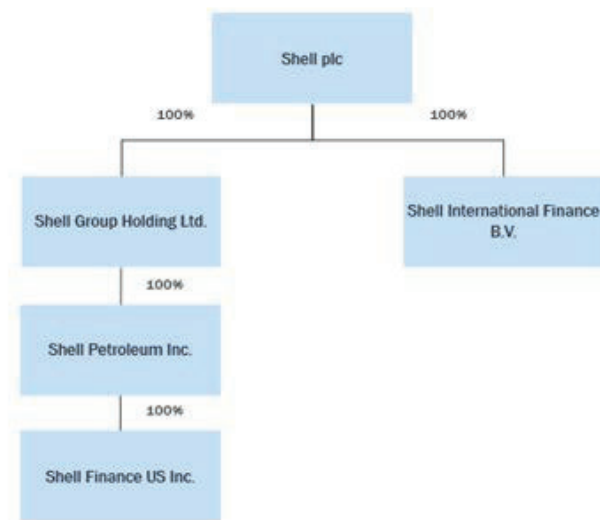 Shell plc
100%
100%
Shell Group Holding Ltd.
Shell International Finance
B.V.
100%
Shell Petroleum Inc.
100%
Shell Finance US Inc.